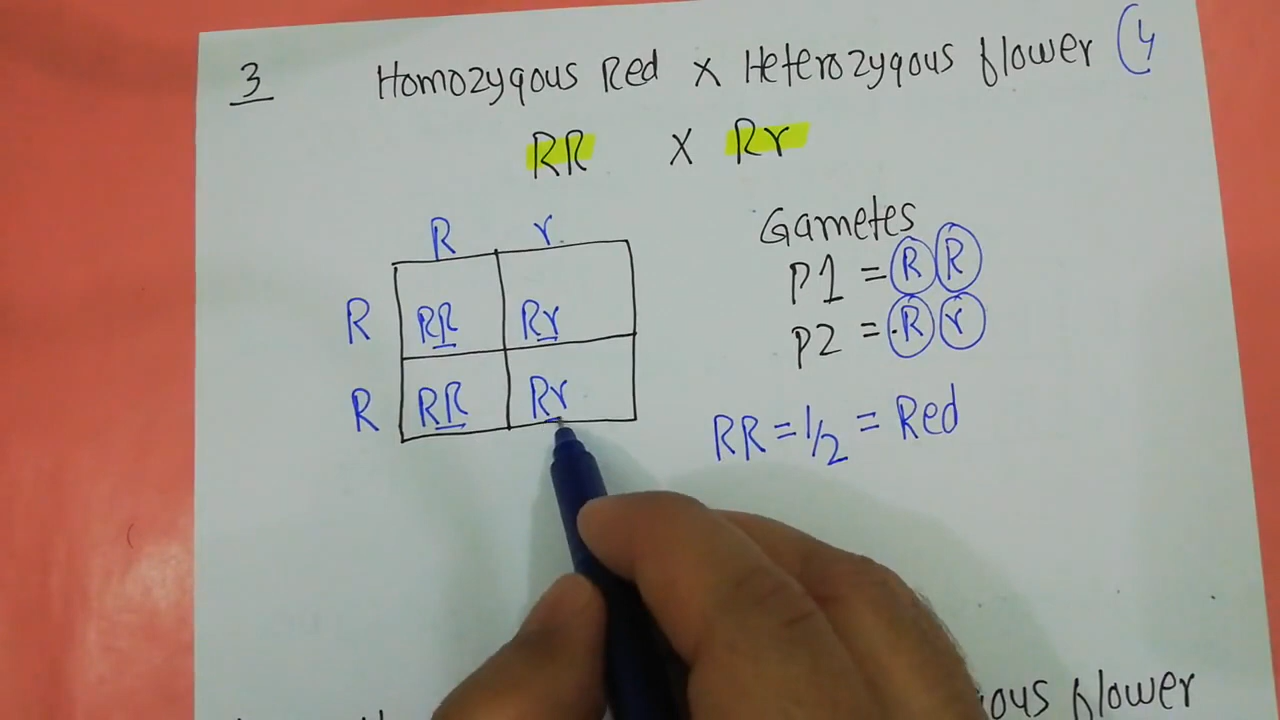 3 Homozygous Red X Heterozygous flower (4
RR X Rr
Gametes
P1 = R R
P2 = R r
R r
R RR Rr
R RR Rr
RR = 1/2 = Red
ous flower